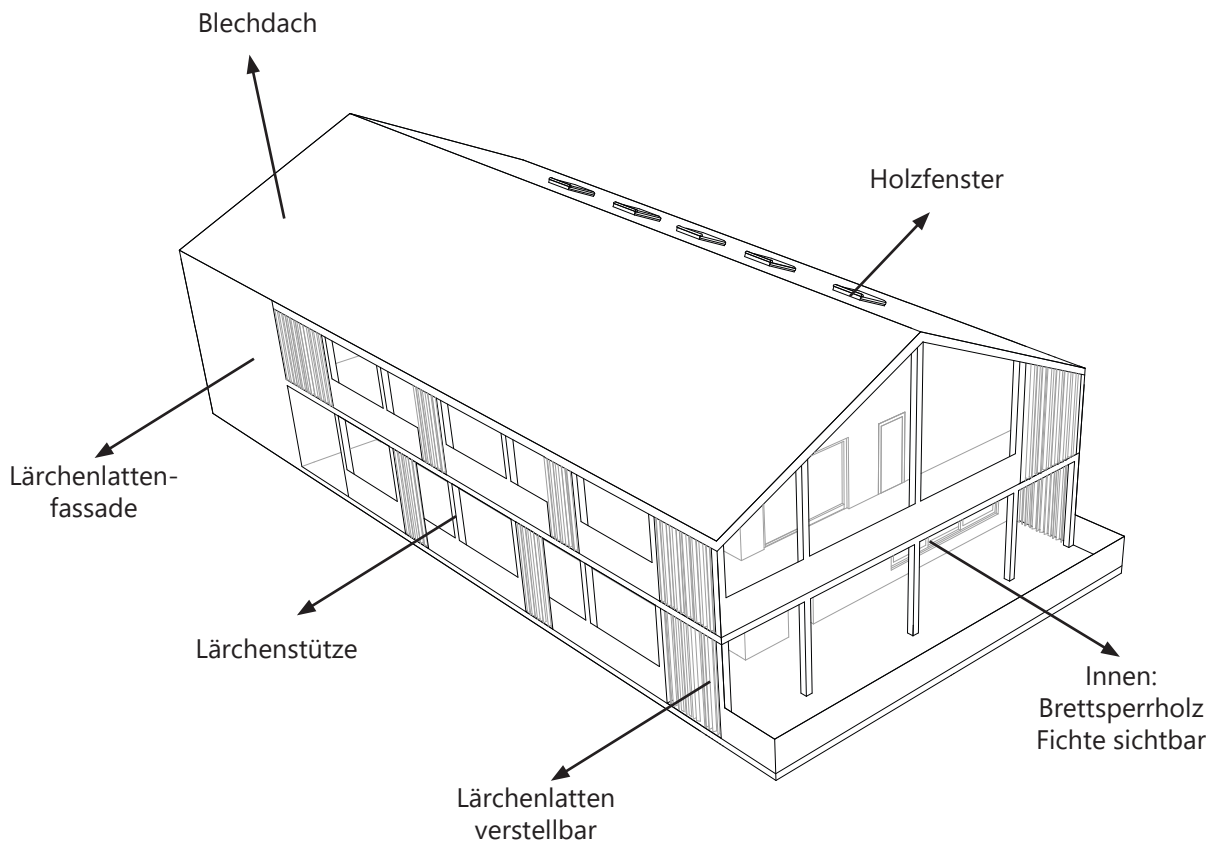 Blechdach
Holzfenster
Lärchenlatten-
fassade
Lärchenstütze
Innen:
Brettsperrholz
Fichte sichtbar
Lärchenlatten
verstellbar